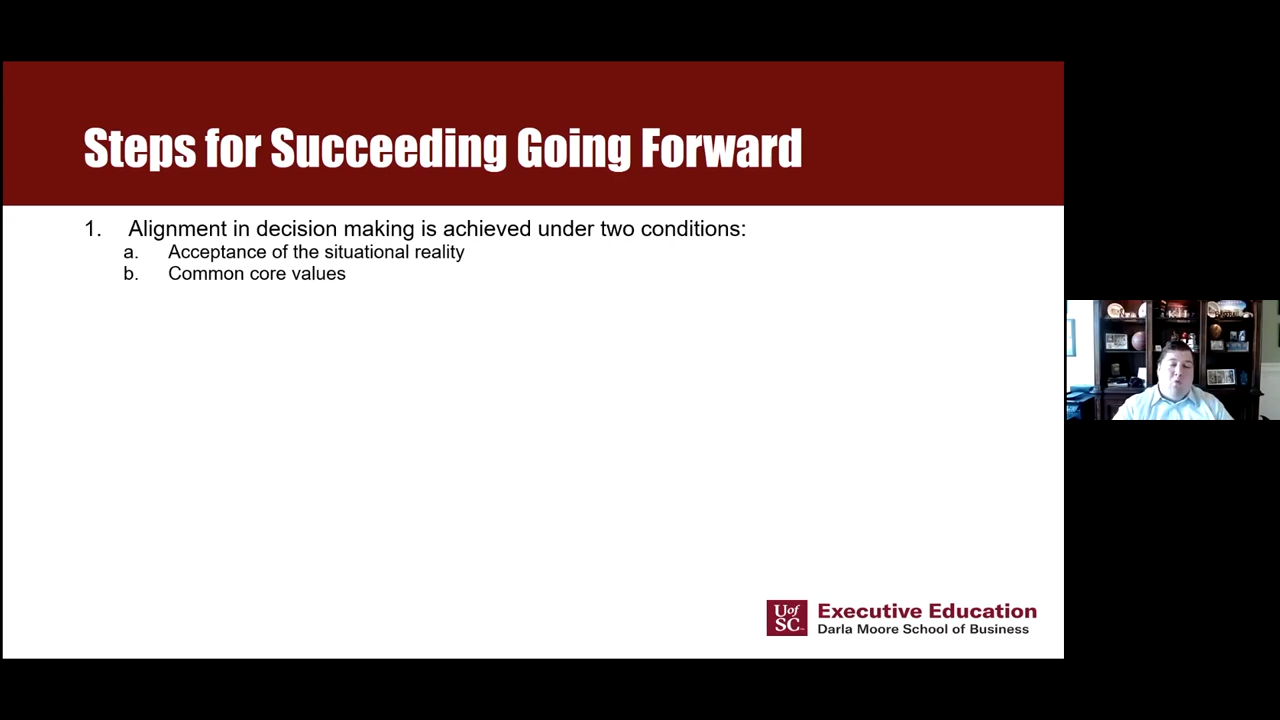 Steps for Succeeding Going Forward
1. Alignment in decision making is achieved under two conditions:
a. Acceptance of the situational reality
b. Common core values
UofSC
Executive Education
Darla Moore School of Business